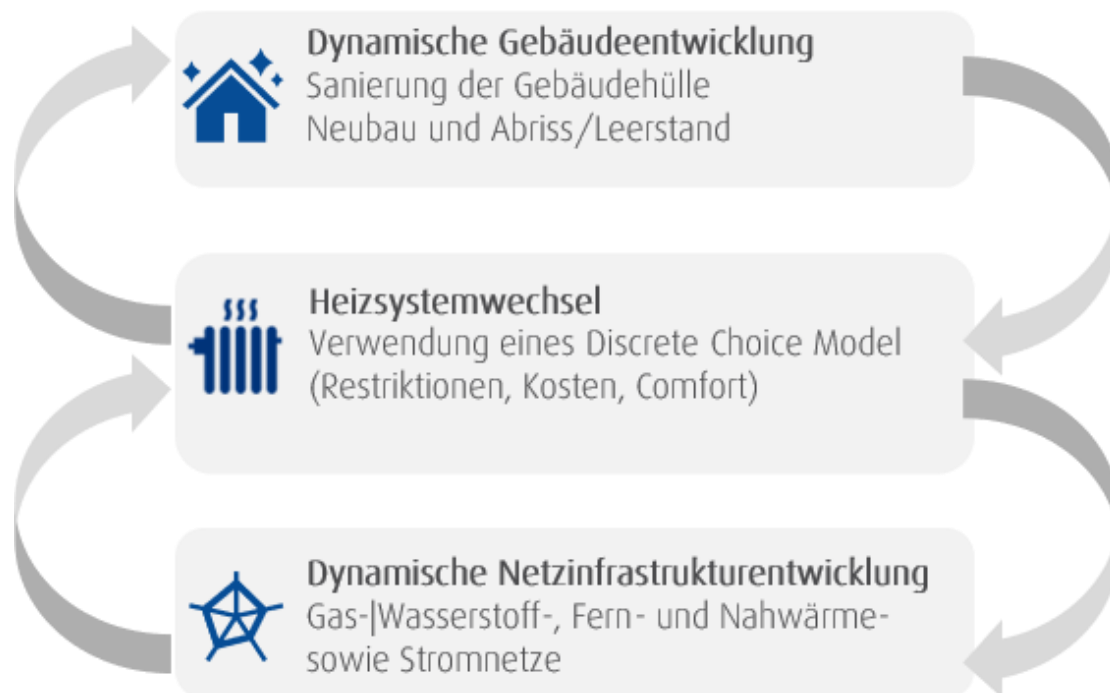 Dynamische Gebäudeentwicklung
Sanierung der Gebäudehülle
Neubau und Abriss/Leerstand
Heizsystemwechsel
Verwendung eines Discrete Choice Model
(Restriktionen, Kosten, Comfort)
Dynamische Netzinfrastrukturentwicklung
Gas-|Wasserstoff-, Fern- und Nahwärme-
sowie Stromnetze